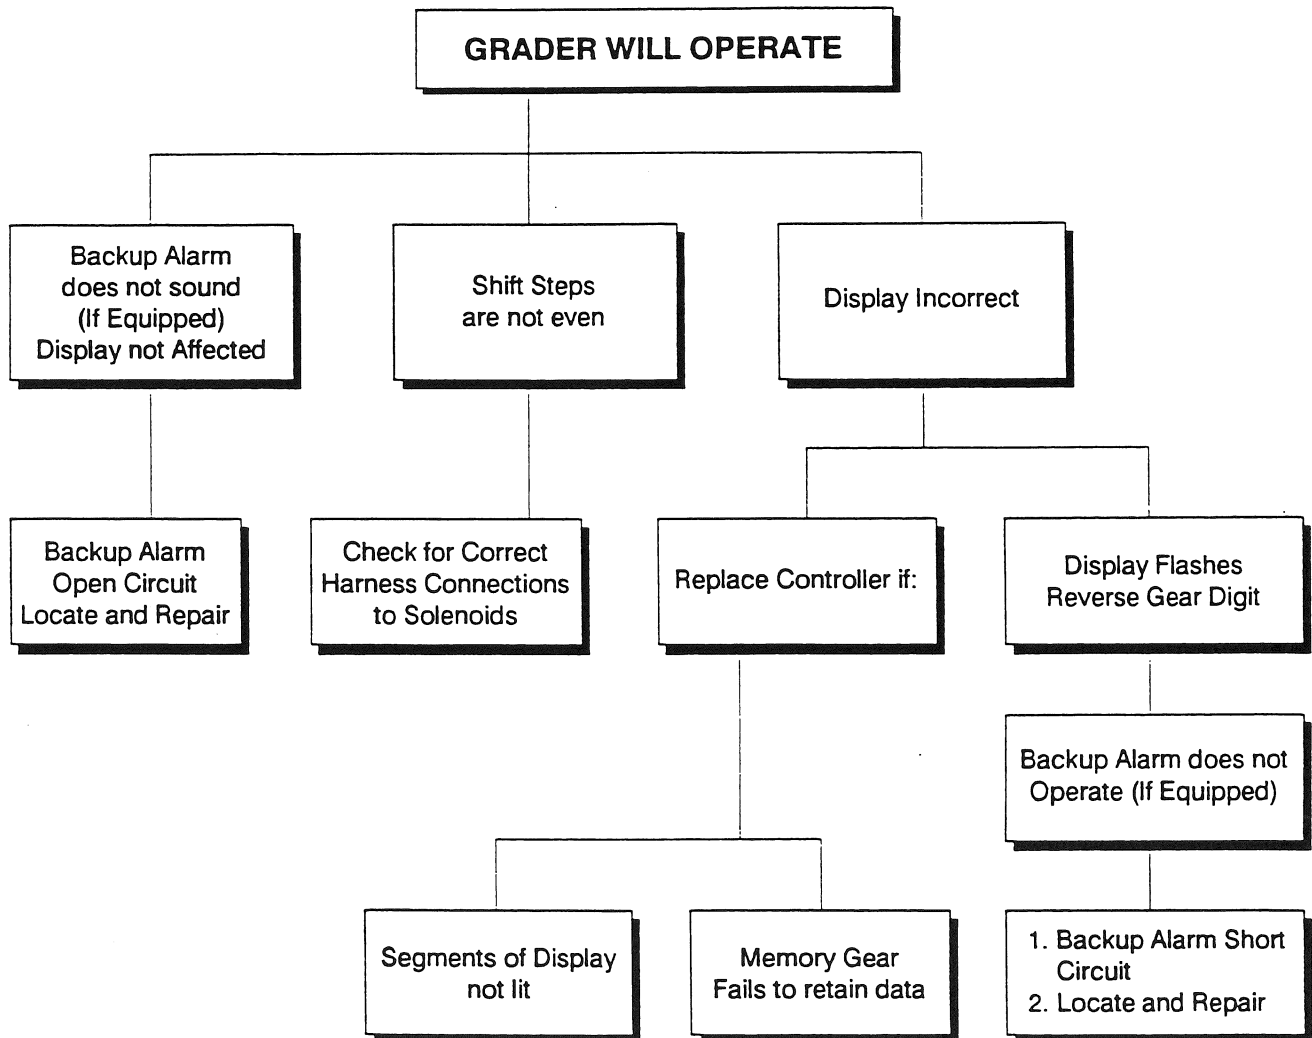 GRADER WILL OPERATE
Backup Alarm
does not sound
(If Equipped)
Display not Affected
Shift Steps
are not even
Display Incorrect
Backup Alarm
Open Circuit
Locate and Repair
Check for Correct
Harness Connections
to Solenoids
Replace Controller if:
Display Flashes
Reverse Gear Digit
Backup Alarm does not
Operate (If Equipped)
Segments of Display
not lit
Memory Gear
Fails to retain data
1. Backup Alarm Short
Circuit
2. Locate and Repair